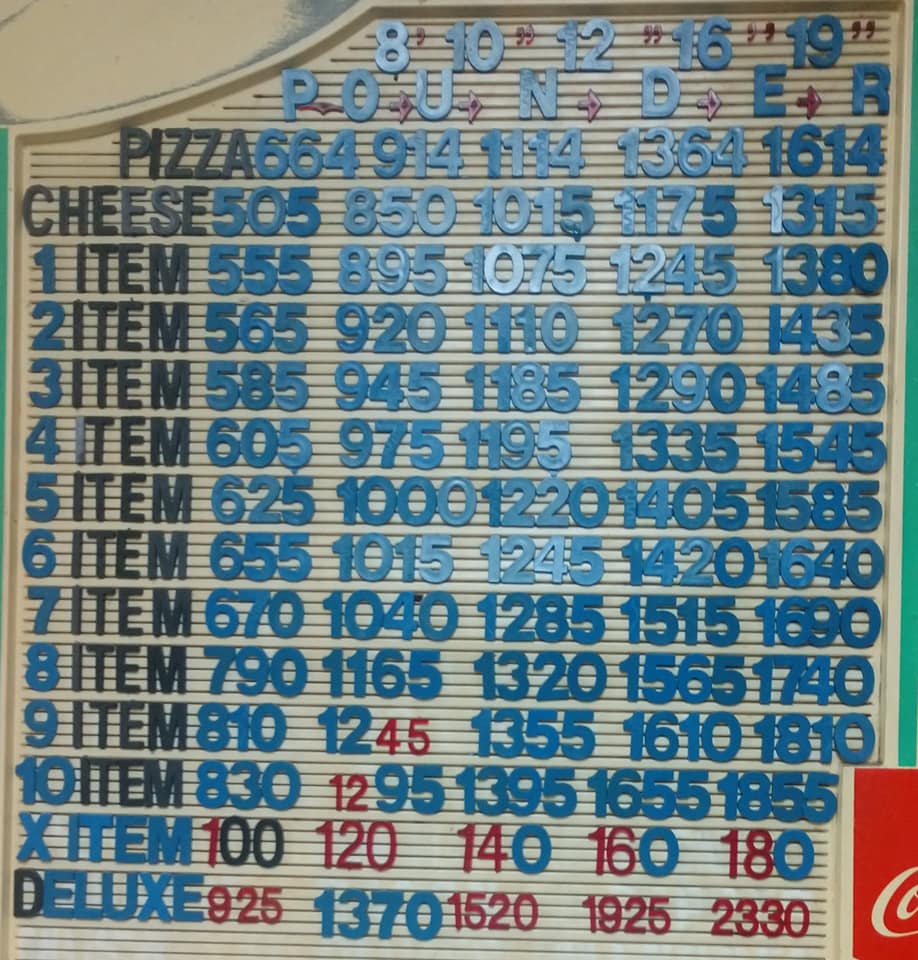 8" 10" 12" 16" 19"
P O U N D E R
PIZZA 664 914 1114 1364 1614
CHEESE 505 850 1015 1175 1315
1 ITEM 555 895 1075 1245 1380
2 ITEM 565 920 1110 1270 1435
3 ITEM 585 945 1185 1290 1485
4 ITEM 605 975 1195 1335 1545
5 ITEM 625 1000 1220 1405 1585
6 ITEM 655 1015 1245 1420 1640
7 ITEM 670 1040 1285 1515 1690
8 ITEM 790 1165 1320 1565 1740
9 ITEM 810 1245 1355 1610 1810
10 ITEM 830 1295 1395 1655 1855
X ITEM 100 120 140 160 180
DELUXE 925 1370 1520 1925 2330